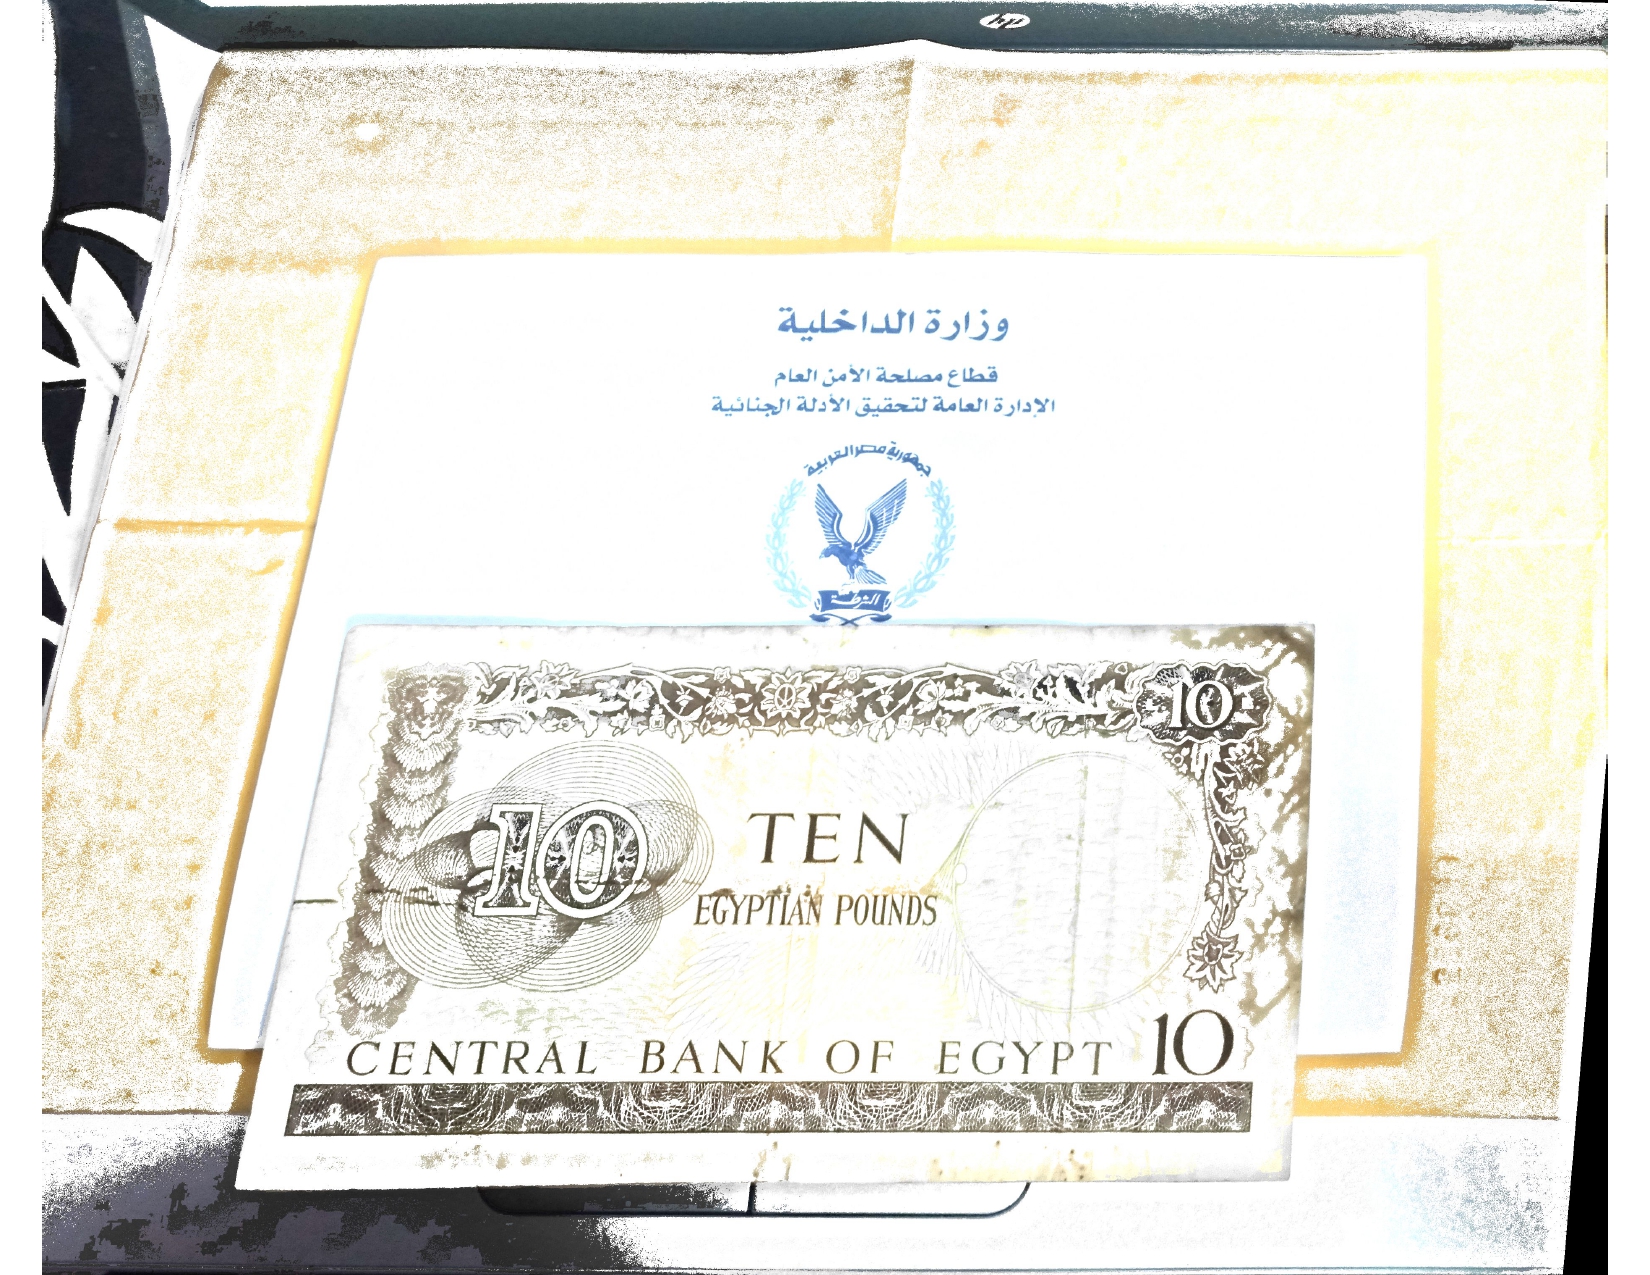 hp
وزارة الداخلية
قطاع مصلحة الأمن العام
الإدارة العامة لتحقيق الأدلة الجنائية
جمهورية مصر العربية
الشرطة
10
10
TEN
EGYPTIAN POUNDS
CENTRAL BANK OF EGYPT 10